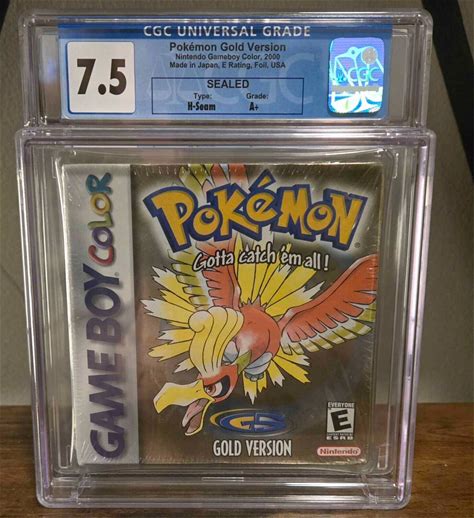 CGC UNIVERSAL GRADE
7.5
Pokémon Gold Version
Nintendo Gameboy Color, 2000
Made in Japan, E Rating, Foil, USA
SEALED
Type: Grade:
H-Seam A+
CGC
GAME BOY COLOR
POKéMON
Gotta catch 'em all!
GS
GOLD VERSION
EVERYONE
E
ESRB
Nintendo